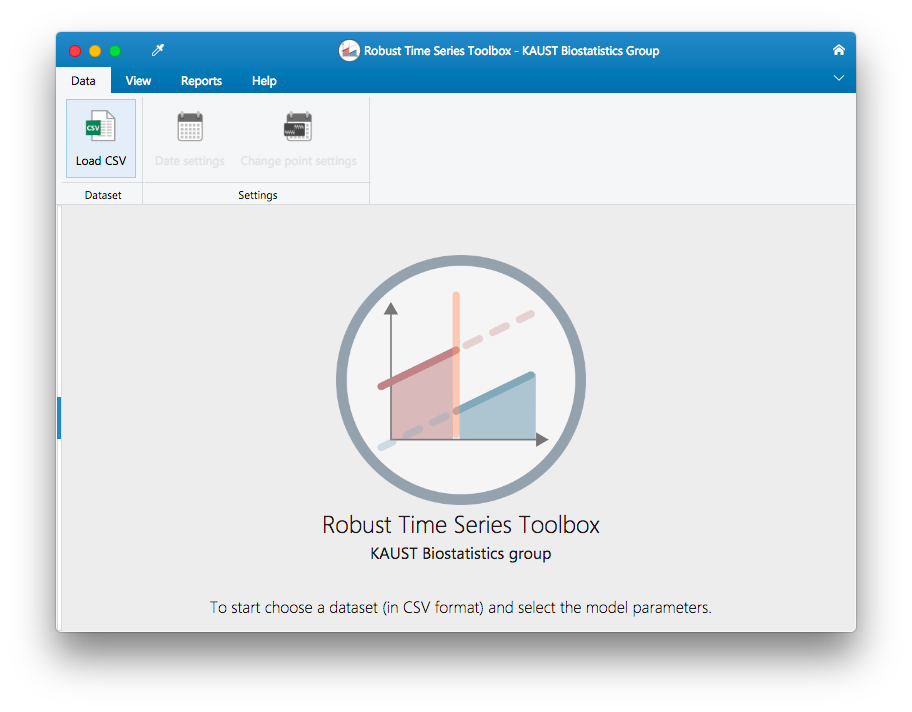 Robust Time Series Toolbox - KAUST Biostatistics Group
Data View Reports Help
CSV
Load CSV Date settings Change point settings
Dataset Settings
Robust Time Series Toolbox
KAUST Biostatistics group
To start choose a dataset (in CSV format) and select the model parameters.